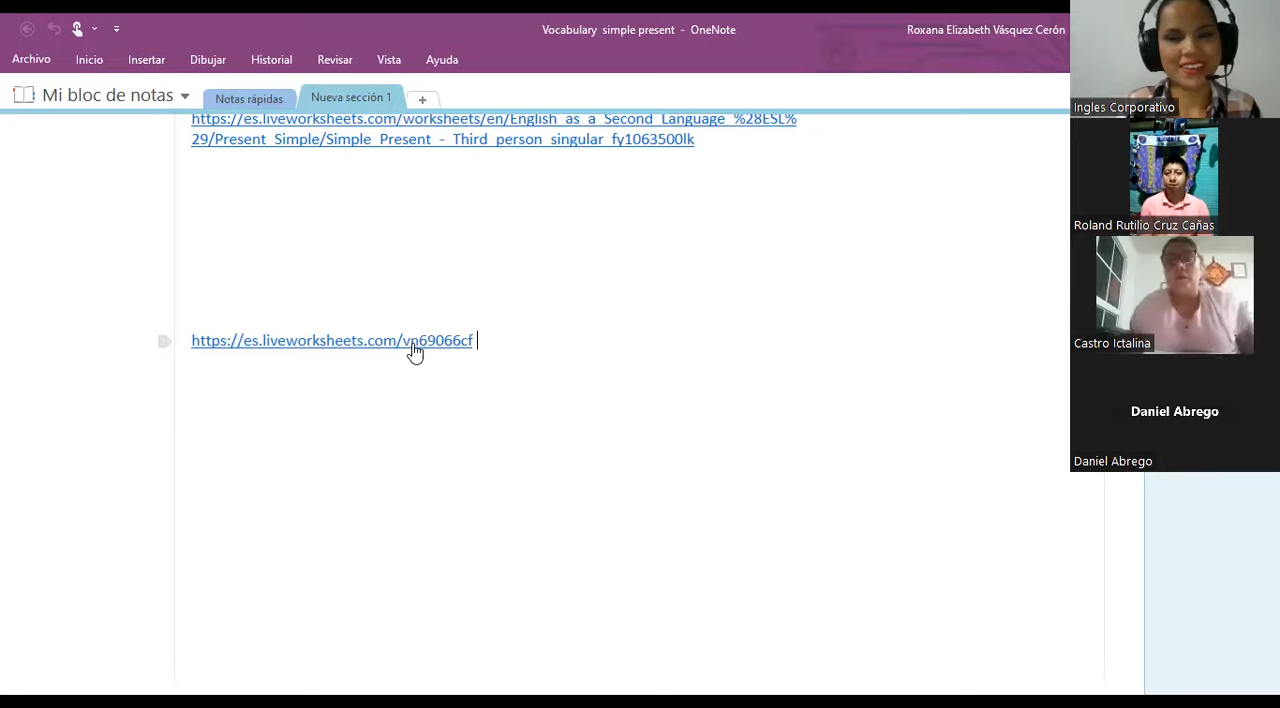 Vocabulary simple present - OneNote
Roxana Elizabeth Vásquez Cerón
Archivo
Inicio
Insertar
Dibujar
Historial
Revisar
Vista
Ayuda
Mi bloc de notas
Notas rápidas
Nueva sección 1
+
https://es.liveworksheets.com/worksheets/en/English_as_a_Second_Language_%28ESL%
29/Present_Simple/Simple_Present_-_Third_person_singular_fy1063500lk
https://es.liveworksheets.com/vp69066cf
Ingles Corporativo
Roland Rutilio Cruz Cañas
Castro Ictalina
Daniel Abrego
Daniel Abrego